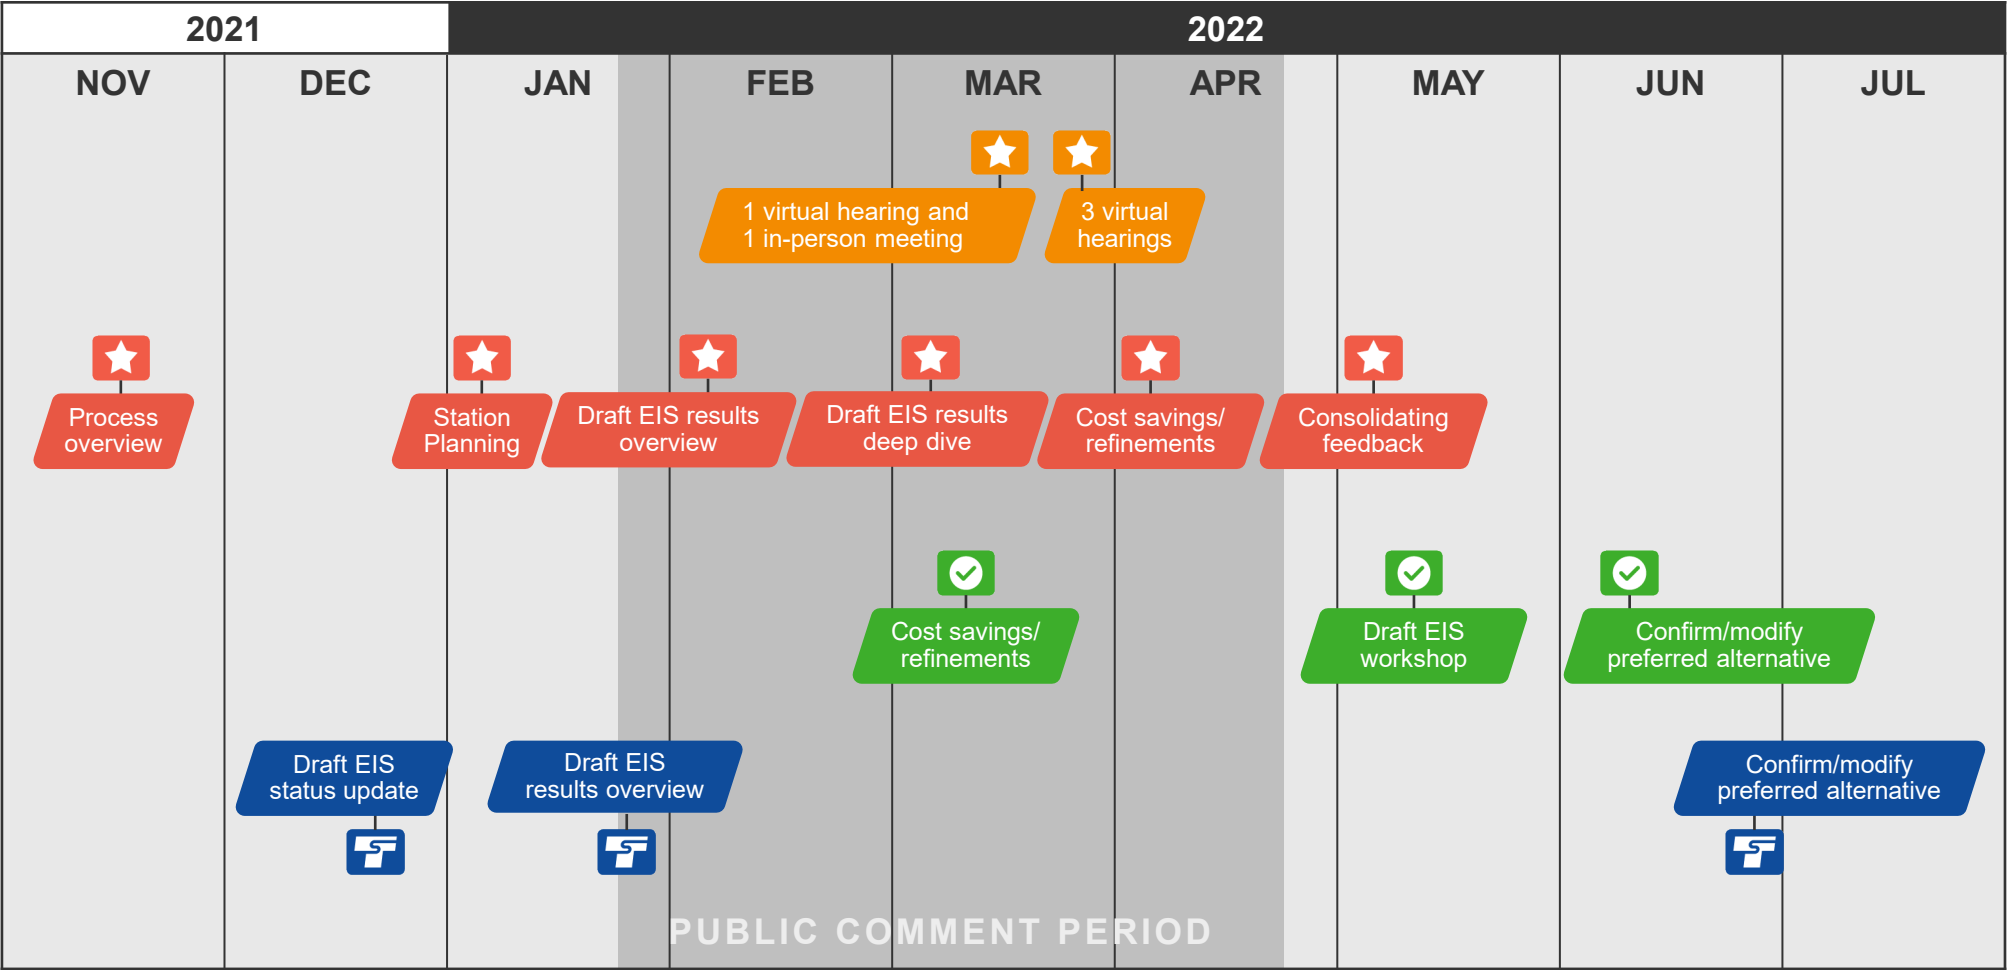 2021
2022
NOV
DEC
JAN
FEB
MAR
APR
MAY
JUN
JUL
1 virtual hearing and
1 in-person meeting
3 virtual
hearings
Process
overview
Station
Planning
Draft EIS results
overview
Draft EIS results
deep dive
Cost savings/
refinements
Consolidating
feedback
Cost savings/
refinements
Draft EIS
workshop
Confirm/modify
preferred alternative
Draft EIS
status update
Draft EIS
results overview
Confirm/modify
preferred alternative
PUBLIC COMMENT PERIOD